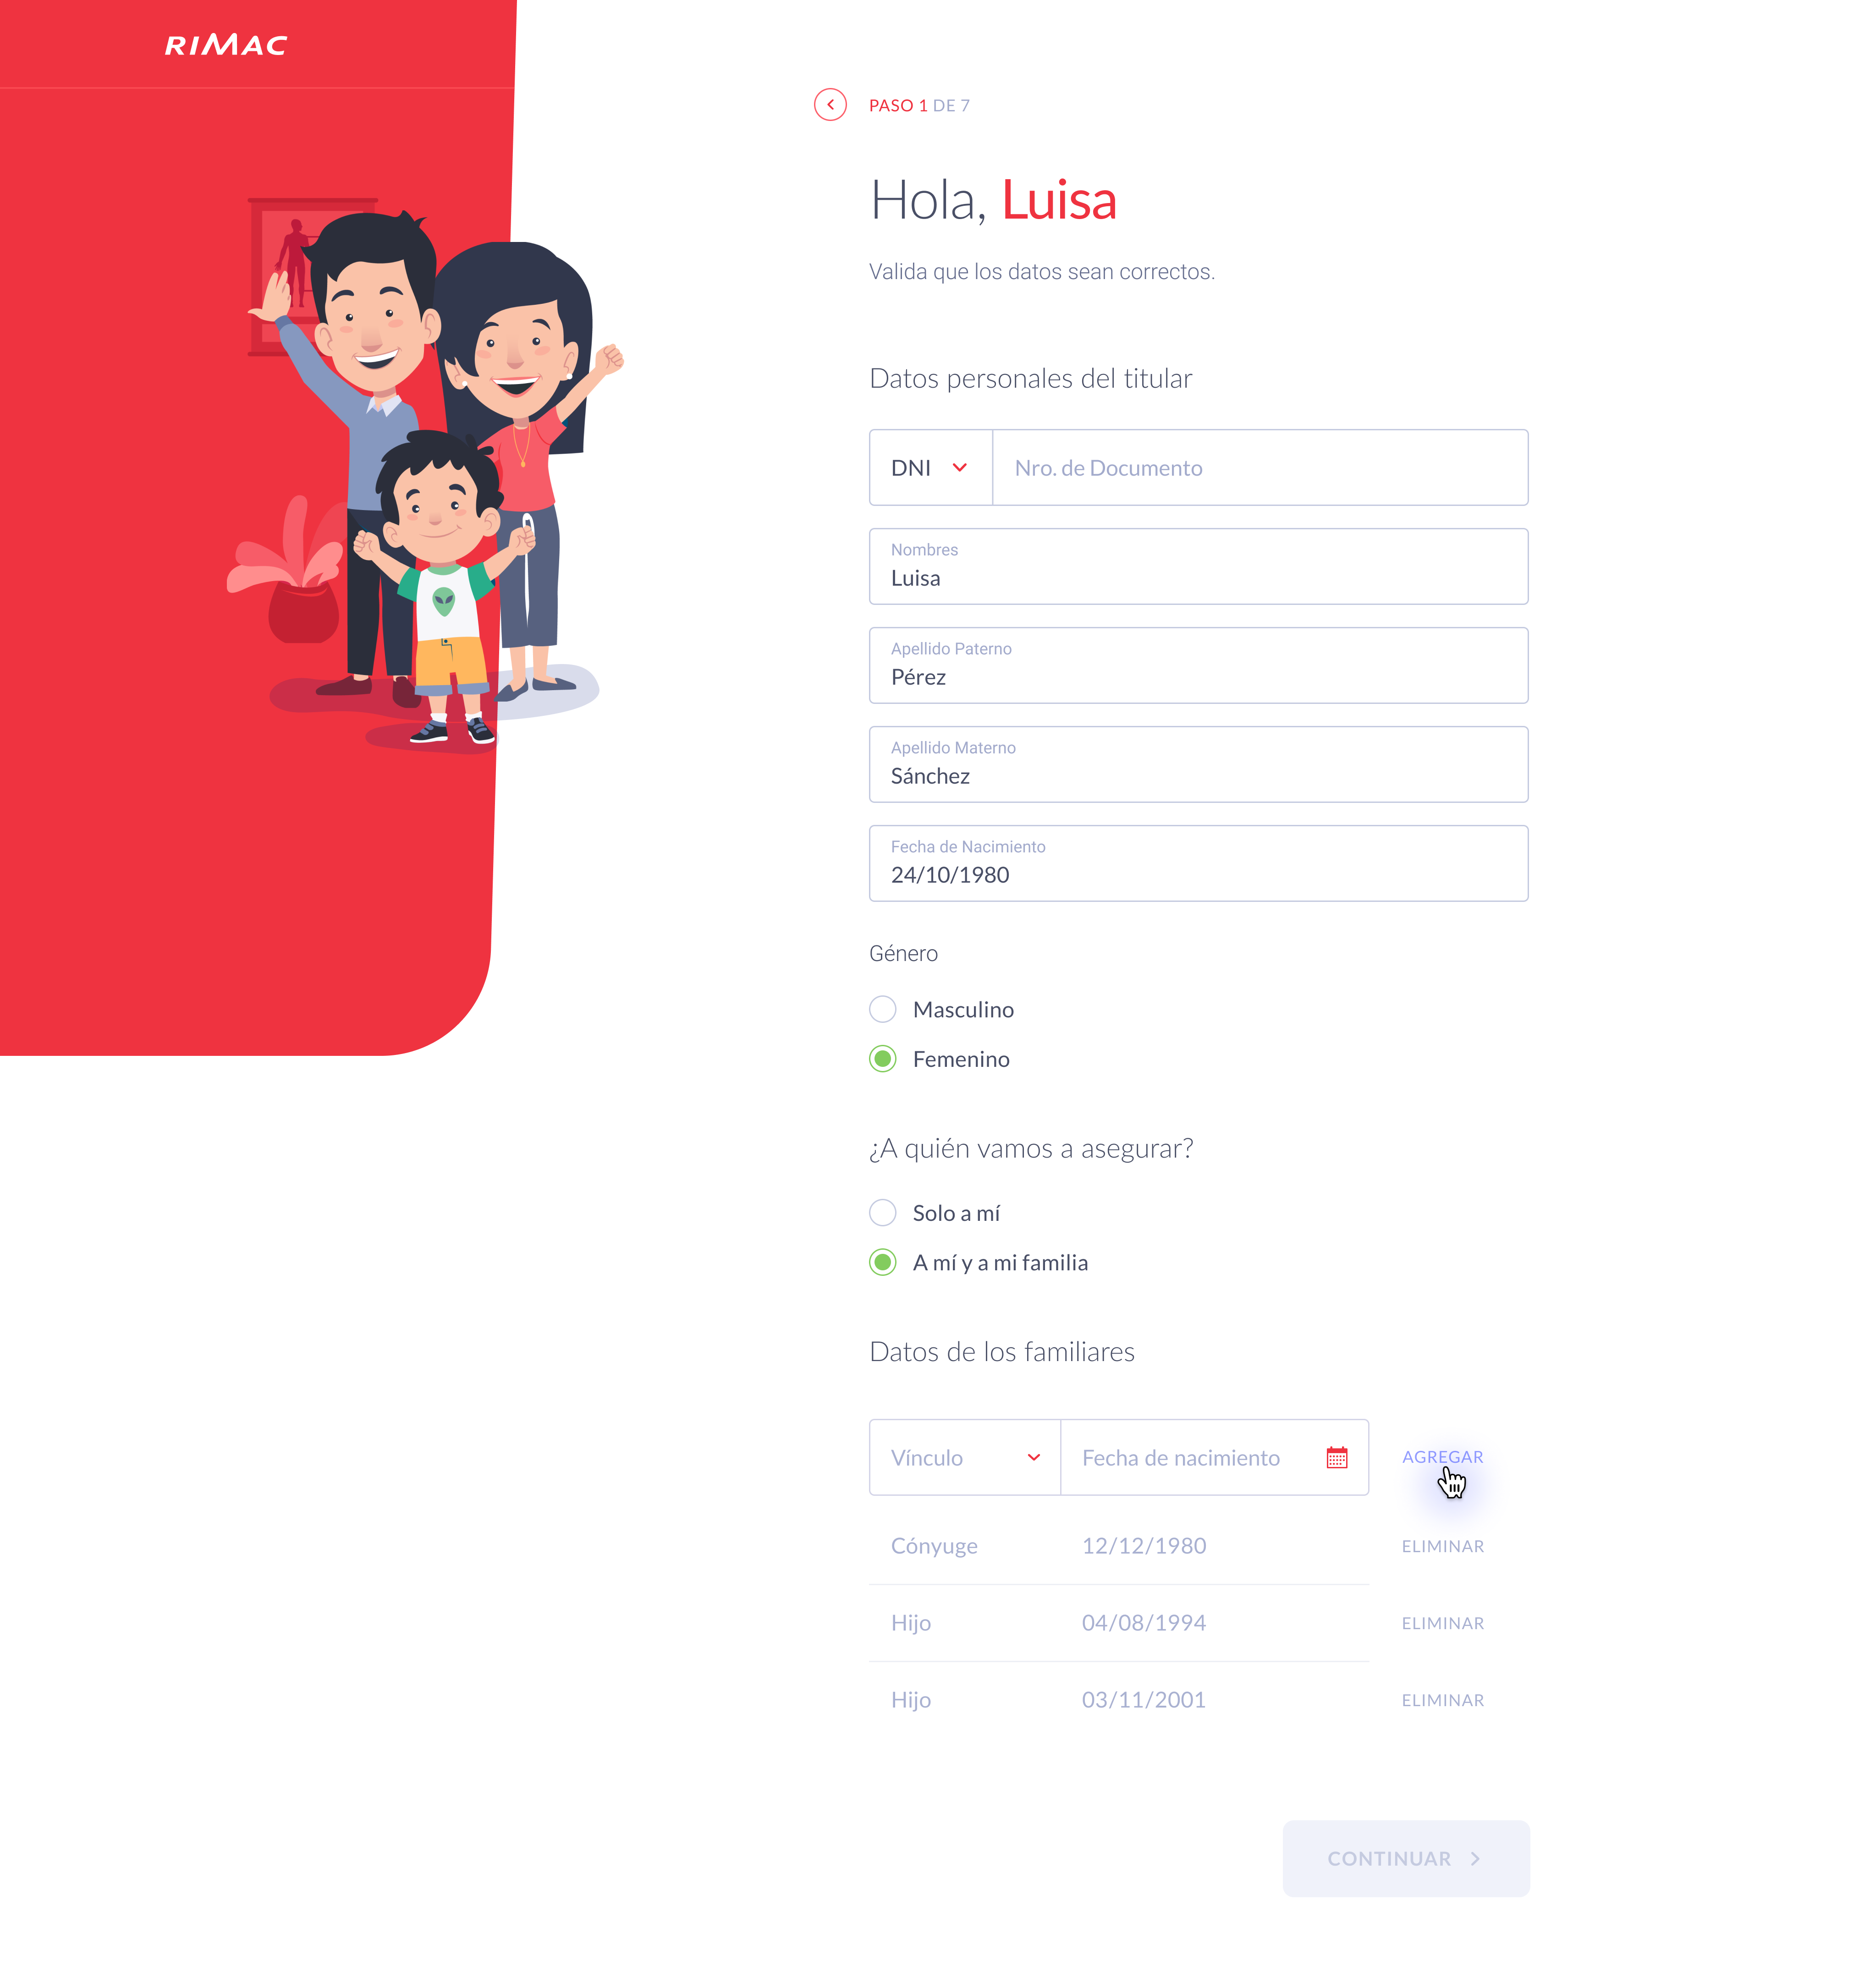 RIMAC
PASO 1 DE 7
Hola, Luisa
Valida que los datos sean correctos.
Datos personales del titular
DNI Nro. de Documento
Nombres
Luisa
Apellido Paterno
Pérez
Apellido Materno
Sánchez
Fecha de Nacimiento
24/10/1980
Género
Masculino
Femenino
¿A quién vamos a asegurar?
Solo a mí
A mí y a mi familia
Datos de los familiares
Vínculo Fecha de nacimiento AGREGAR
Cónyuge 12/12/1980 ELIMINAR
Hijo 04/08/1994 ELIMINAR
Hijo 03/11/2001 ELIMINAR
CONTINUAR